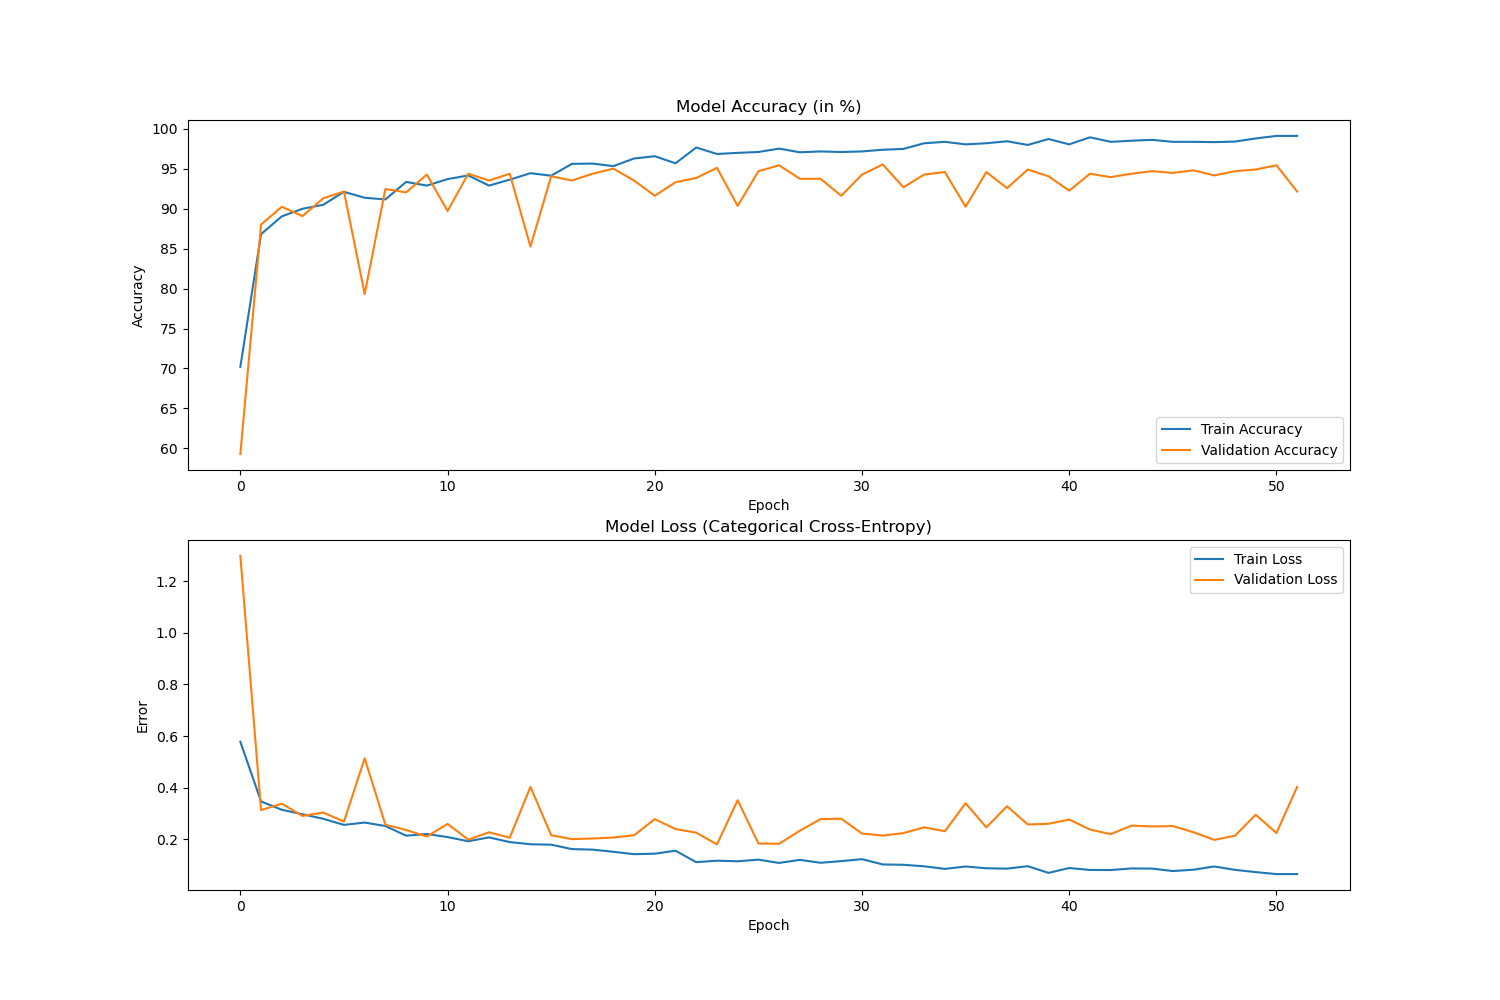 Model Accuracy (in %)
100
95
90
85
80
75
70
65
60
Accuracy
Train Accuracy
Validation Accuracy
0 10 20 30 40 50
Epoch
Model Loss (Categorical Cross-Entropy)
1.2
1.0
0.8
0.6
0.4
0.2
Error
Train Loss
Validation Loss
0 10 20 30 40 50
Epoch